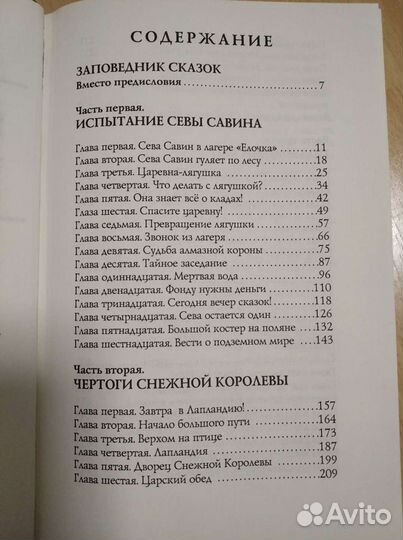 СОДЕРЖАНИЕ
ЗАПОВЕДНИК СКАЗОК
Вместо предисловия ........................ 7
Часть первая.
ИСПЫТАНИЕ СЕВЫ САВИНА
Глава первая. Сева Савин в лагере «Елочка» ........ 11
Глава вторая. Сева Савин гуляет по лесу ........ 18
Глава третья. Царевна-лягушка ........ 25
Глава четвертая. Что делать с лягушкой? ........ 34
Глава пятая. Она знает всё о кладах! ........ 42
Глаза шестая. Спасите царевну! ........ 49
Глава седьмая. Превращение лягушки ........ 57
Глава восьмая. Звонок из лагеря ........ 66
Глава девятая. Судьба алмазной короны ........ 75
Глава десятая. Тайное заседание ........ 87
Глава одиннадцатая. Мертвая вода ........ 96
Глава двенадцатая. Фонду нужны деньги ........ 110
Глава тринадцатая. Сегодня вечер сказок! ........ 118
Глава четырнадцатая. Сева остается один ........ 126
Глава пятнадцатая. Большой костер на поляне ... 132
Глава шестнадцатая. Вести о подземном мире ... 143
Часть вторая.
ЧЕРТОГИ СНЕЖНОЙ КОРОЛЕВЫ
Глава первая. Завтра в Лапландию! ........ 157
Глава вторая. Начало большого пути ........ 164
Глава третья. Верхом на птице ........ 173
Глава четвертая. Лапландия ........ 187
Глава пятая. Дворец Снежной Королевы ........ 199
Глава шестая. Царский обед ........ 209
Avito